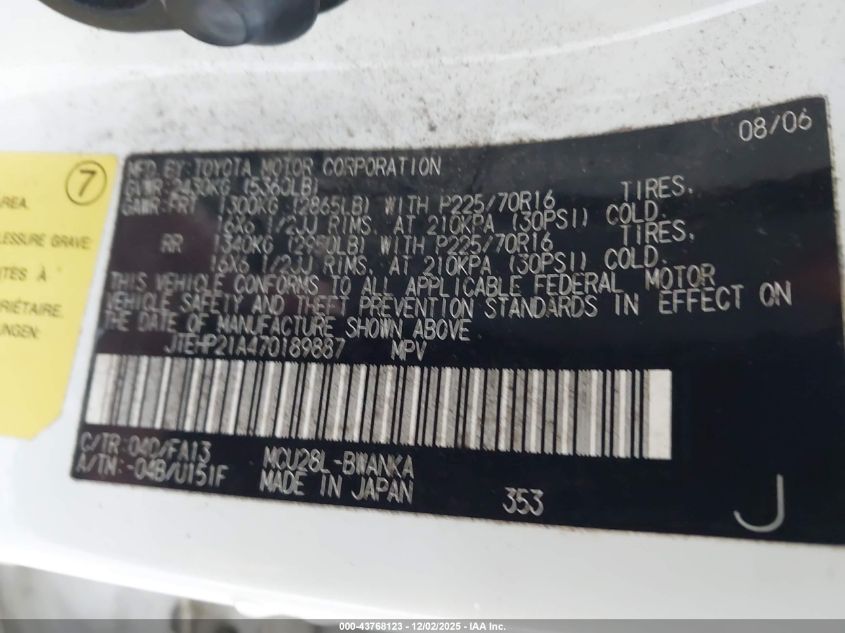 7
AREA.
PRESSURE GRAVE
08/06
MFD.BY:TOYOTA MOTOR CORPORATION
GVWR:2430KG (5360LB)
GAWR:FRT 1300KG (2865LB) WITH P225/70R16 TIRES,
16X6 1/2JJ RIMS, AT 210KPA (30PSI) COLD.
RR 1340KG (2950LB) WITH P225/70R16 TIRES,
16X6 1/2JJ RIMS, AT 210KPA (30PSI) COLD.
THIS VEHICLE CONFORMS TO ALL APPLICABLE FEDERAL MOTOR
VEHICLE SAFETY AND THEFT PREVENTION STANDARDS IN EFFECT ON
THE DATE OF MANUFACTURE SHOWN ABOVE.
JTEHP21A470189887 MPV
C/TR:040/FA13 MCU28L-BWANKA
A/TM:-04B/U151F MADE IN JAPAN 353
J
000-43768123 - 12/02/2025 - IAA, Inc.